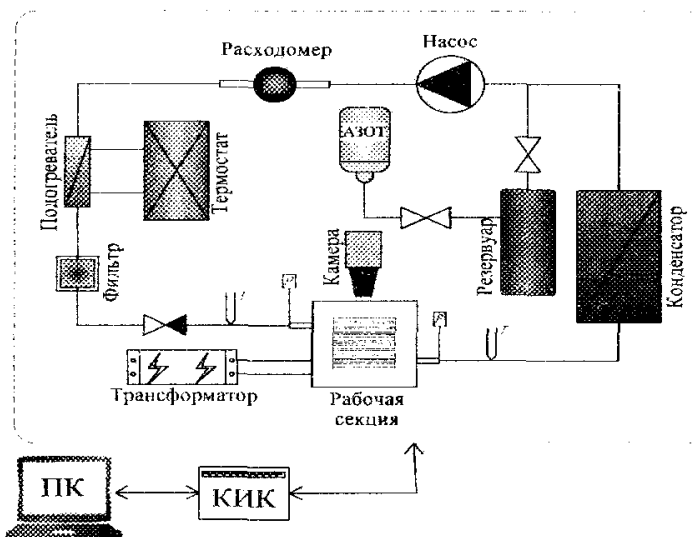 Расходомер
Насос
АЗОТ
Подогреватель
Термостат
Фильтр
Камера
Резервуар
Конденсатор
Трансформатор
Рабочая
секция
ПК
КИК